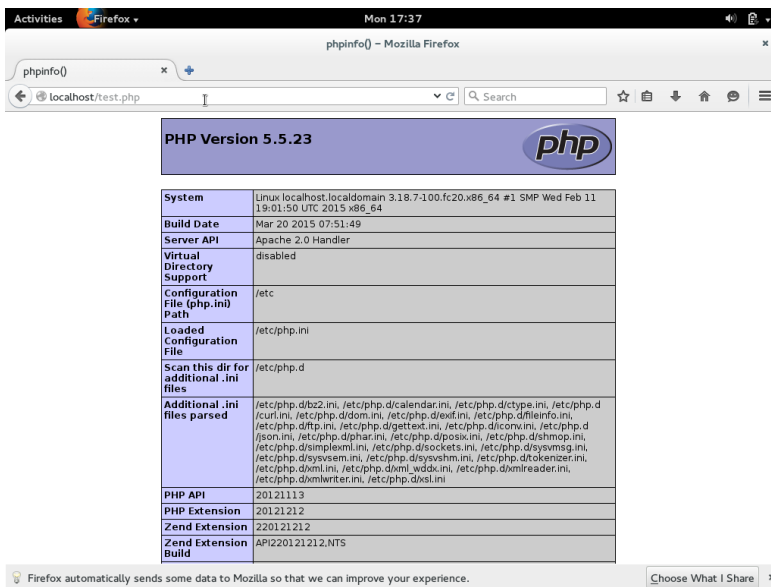 Activities Firefox Mon 17:37
phpinfo() – Mozilla Firefox
phpinfo()
localhost/test.php Search
PHP Version 5.5.23
php
System Linux localhost.localdomain 3.18.7-100.fc20.x86_64 #1 SMP Wed Feb 11
19:01:50 UTC 2015 x86_64
Build Date Mar 20 2015 07:51:49
Server API Apache 2.0 Handler
Virtual disabled
Directory
Support
Configuration /etc
File (php.ini)
Path
Loaded /etc/php.ini
Configuration
File
Scan this dir for /etc/php.d
additional .ini
files
Additional .ini /etc/php.d/bz2.ini, /etc/php.d/calendar.ini, /etc/php.d/ctype.ini, /etc/php.d
files parsed /curl.ini, /etc/php.d/dom.ini, /etc/php.d/exif.ini, /etc/php.d/fileinfo.ini,
/etc/php.d/ftp.ini, /etc/php.d/gettext.ini, /etc/php.d/iconv.ini, /etc/php.d
/json.ini, /etc/php.d/phar.ini, /etc/php.d/posix.ini, /etc/php.d/shmop.ini,
/etc/php.d/simplexml.ini, /etc/php.d/sockets.ini, /etc/php.d/sysvmsg.ini,
/etc/php.d/sysvsem.ini, /etc/php.d/sysvshm.ini, /etc/php.d/tokenizer.ini,
/etc/php.d/xml.ini, /etc/php.d/xml_wddx.ini, /etc/php.d/xmlreader.ini,
/etc/php.d/xmlwriter.ini, /etc/php.d/xsl.ini
PHP API 20121113
PHP Extension 20121212
Zend Extension 220121212
Zend Extension API220121212,NTS
Build
Firefox automatically sends some data to Mozilla so that we can improve your experience. Choose What I Share